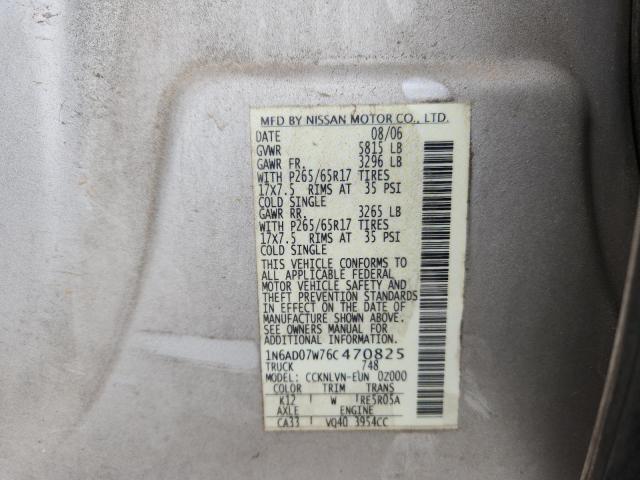 MFD BY NISSAN MOTOR CO., LTD.
DATE 08/06
GVWR 5815 LB
GAWR FR. 3296 LB
WITH P265/65R17 TIRES
17X7.5 RIMS AT 35 PSI
COLD SINGLE
GAWR RR. 3265 LB
WITH P265/65R17 TIRES
17X7.5 RIMS AT 35 PSI
COLD SINGLE
THIS VEHICLE CONFORMS TO
ALL APPLICABLE FEDERAL
MOTOR VEHICLE SAFETY AND
THEFT PREVENTION STANDARDS
IN EFFECT ON THE DATE OF
MANUFACTURE SHOWN ABOVE.
SEE OWNERS MANUAL FOR
ADDITIONAL INFORMATION.
1N6AD07W76C470825
TRUCK 748
MODEL: CCKNLVN-EUN 02000
COLOR TRIM TRANS
K12 W RE5R05A
AXLE ENGINE
CA33 VQ40 3954CC